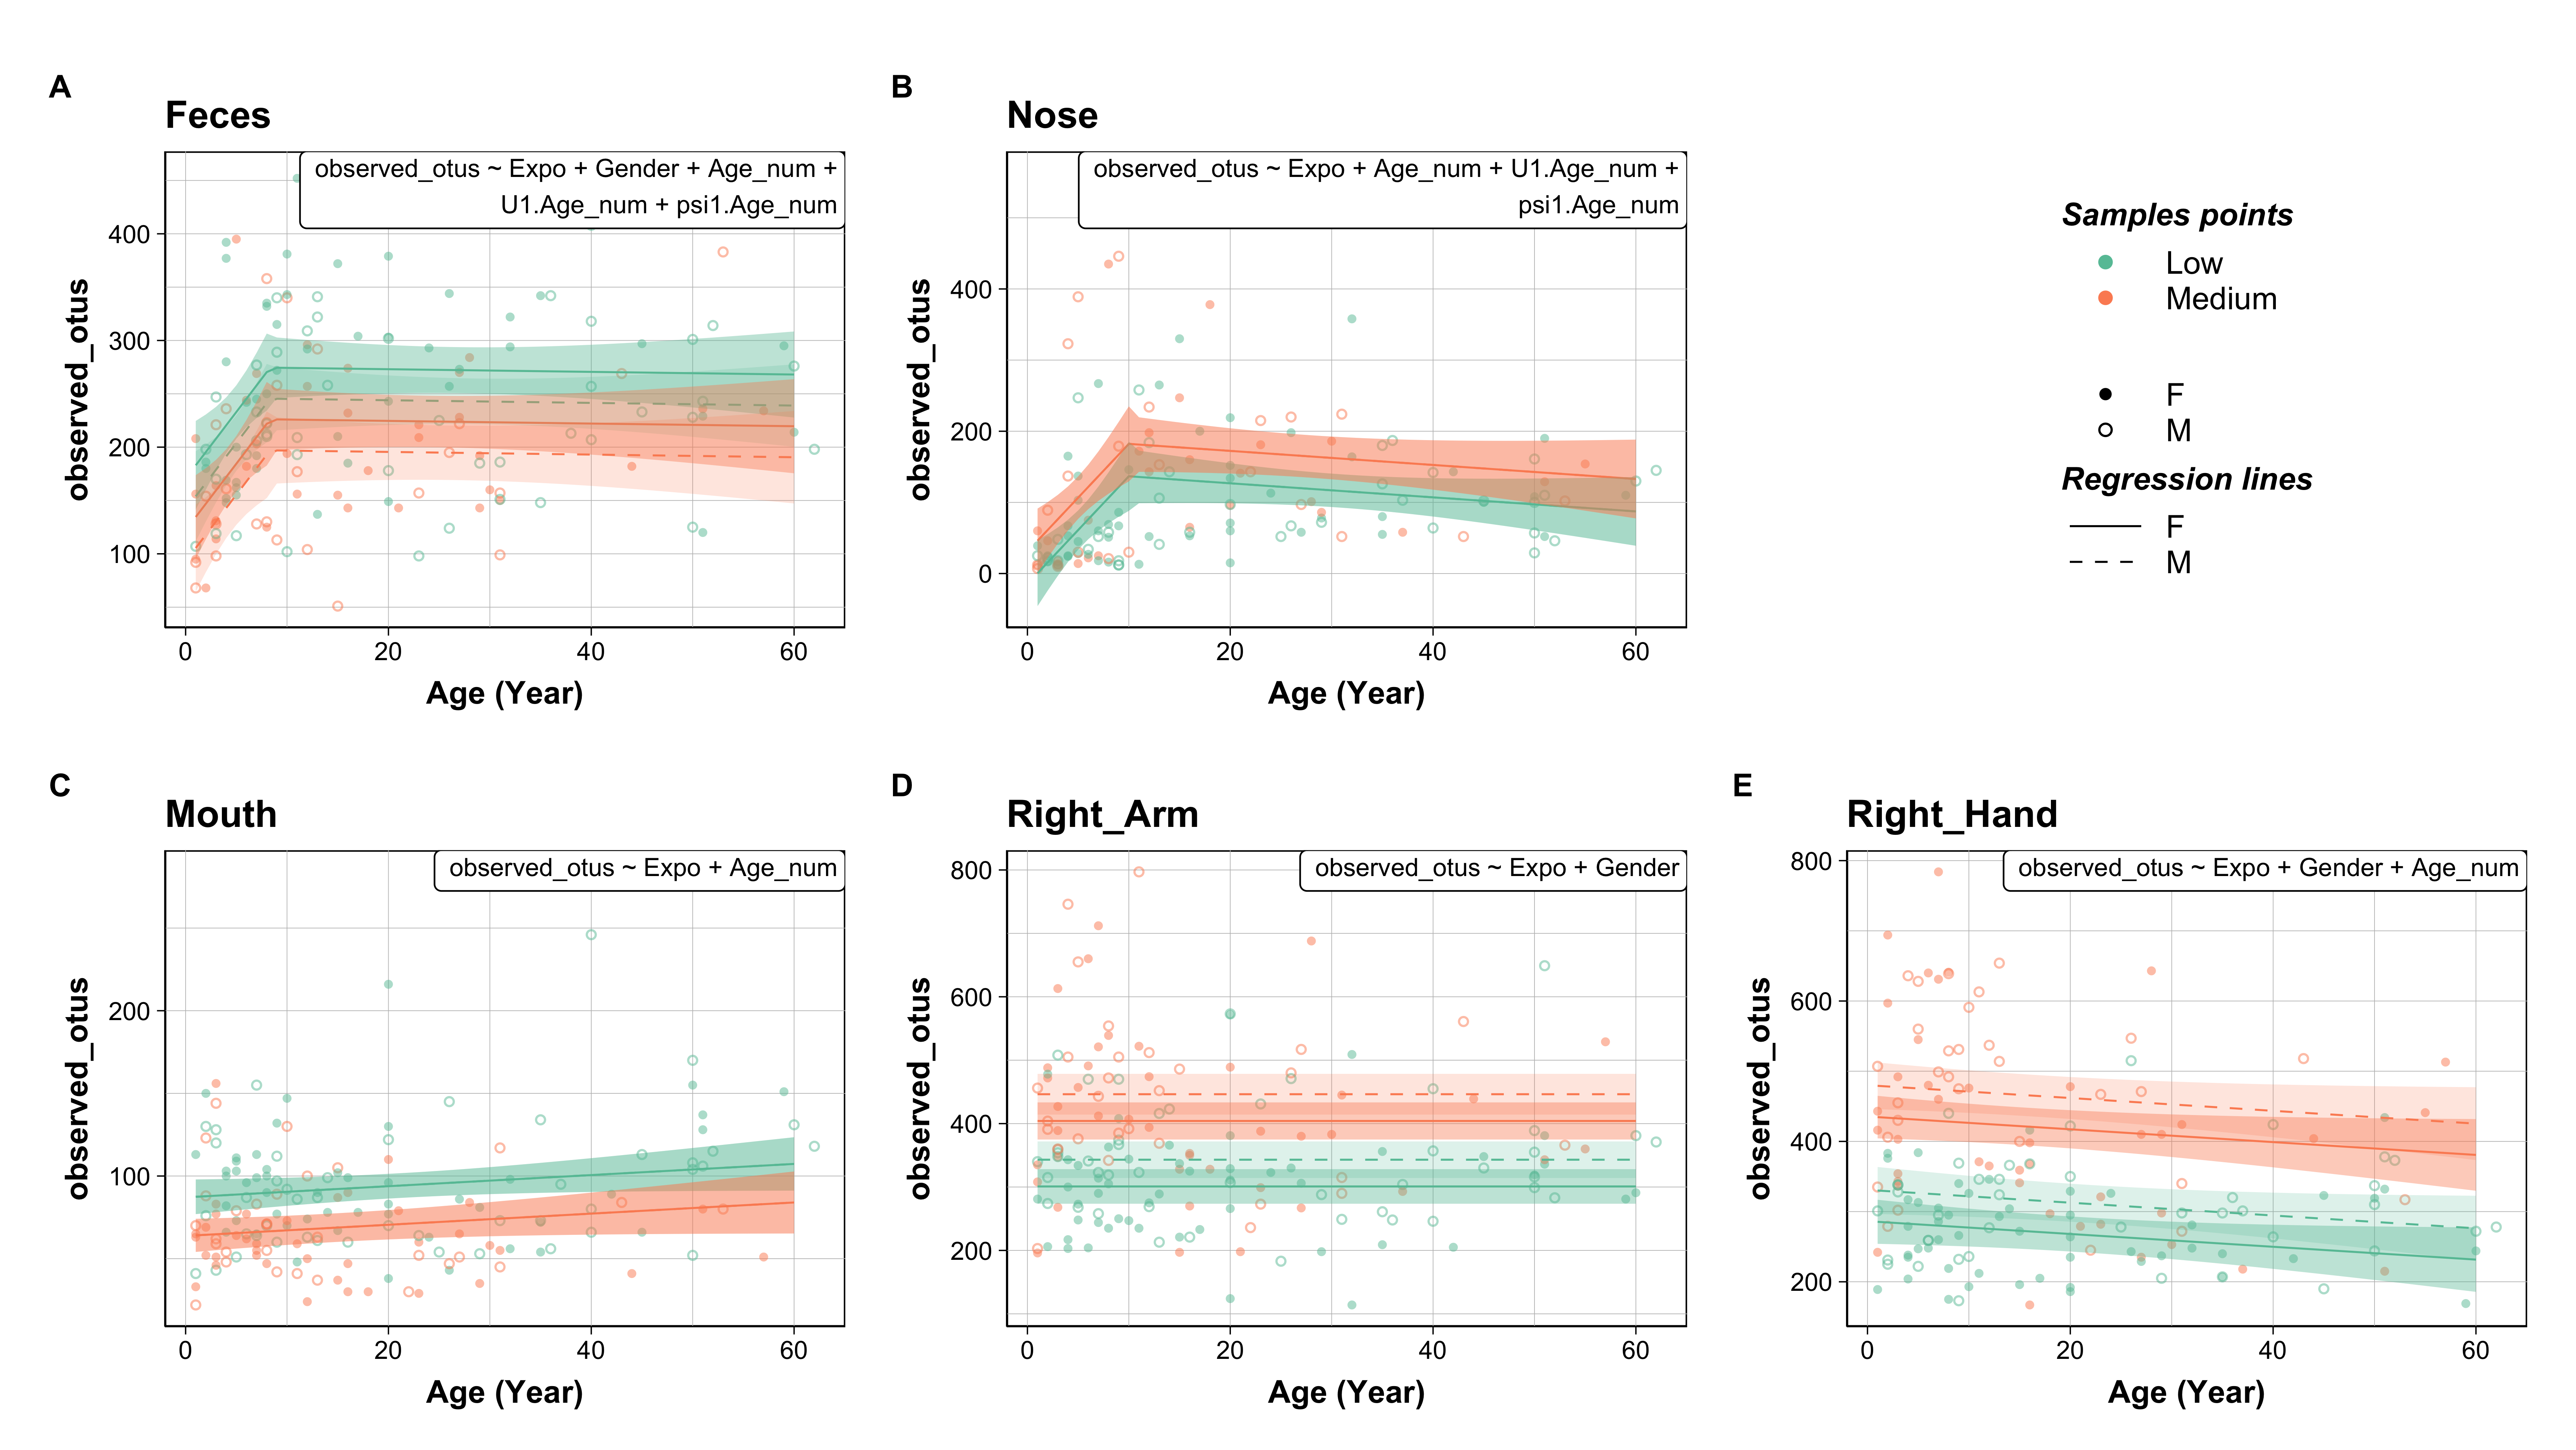 A
Feces
observed_otus ~ Expo + Gender + Age_num +
U1.Age_num + psi1.Age_num
observed_otus
400
300
200
100
0
20
40
60
Age (Year)
B
Nose
observed_otus ~ Expo + Age_num + U1.Age_num +
psi1.Age_num
observed_otus
400
200
0
0
20
40
60
Age (Year)
Samples points
Low
Medium
F
M
Regression lines
F
M
C
Mouth
observed_otus ~ Expo + Age_num
observed_otus
200
100
0
20
40
60
Age (Year)
D
Right_Arm
observed_otus ~ Expo + Gender
observed_otus
800
600
400
200
0
20
40
60
Age (Year)
E
Right_Hand
observed_otus ~ Expo + Gender + Age_num
observed_otus
800
600
400
200
0
20
40
60
Age (Year)